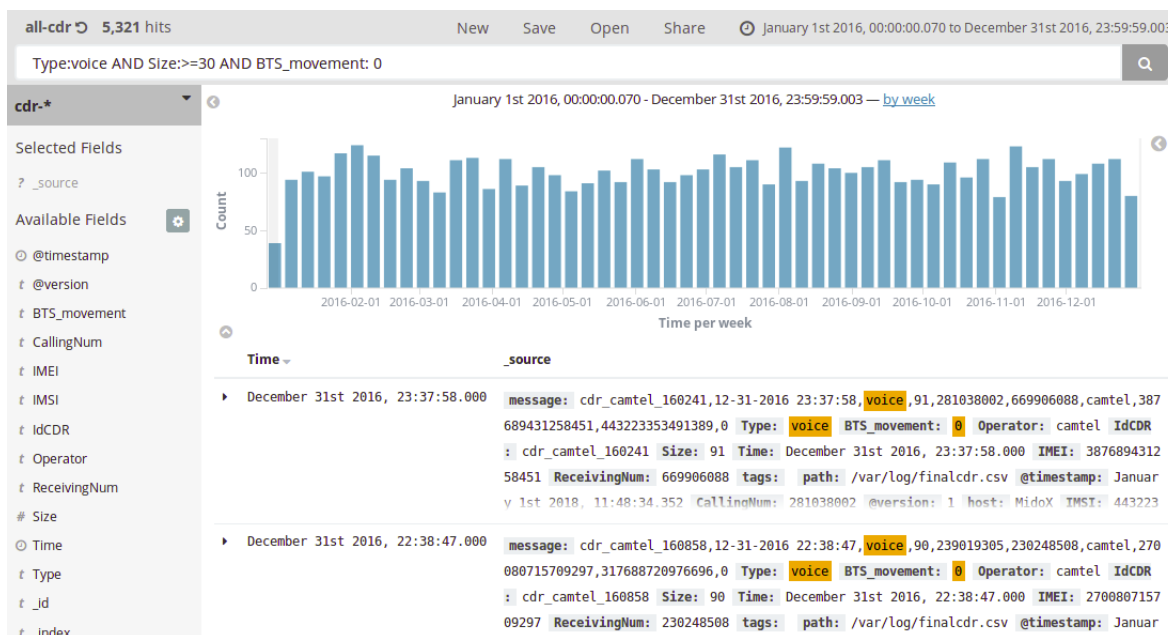 all-cdr 5,321 hits New Save Open Share January 1st 2016, 00:00:00.070 to December 31st 2016, 23:59:59.003
Type:voice AND Size:>=30 AND BTS_movement: 0
cdr-*
January 1st 2016, 00:00:00.070 - December 31st 2016, 23:59:59.003 — by week
Selected Fields
? _source
Available Fields
@timestamp
t @version
t BTS_movement
t CallingNum
t IMEI
t IMSI
t IdCDR
t Operator
t ReceivingNum
# Size
Time
t Type
t _id
t _index
Count
100
50
0
2016-02-01 2016-03-01 2016-04-01 2016-05-01 2016-06-01 2016-07-01 2016-08-01 2016-09-01 2016-10-01 2016-11-01 2016-12-01
Time per week
Time _source
December 31st 2016, 23:37:58.000 message: cdr_camtel_160241,12-31-2016 23:37:58,voice,91,281038002,669906088,camtel,387
689431258451,443223353491389,0 Type: voice BTS_movement: 0 Operator: camtel IdCDR
: cdr_camtel_160241 Size: 91 Time: December 31st 2016, 23:37:58.000 IMEI: 3876894312
58451 ReceivingNum: 669906088 tags: path: /var/log/finalcdr.csv @timestamp: Januar
y 1st 2018, 11:48:34.352 CallingNum: 281038002 @version: 1 host: MidoX IMSI: 443223
December 31st 2016, 22:38:47.000 message: cdr_camtel_160858,12-31-2016 22:38:47,voice,90,239019305,230248508,camtel,270
080715709297,317688720976696,0 Type: voice BTS_movement: 0 Operator: camtel IdCDR
: cdr_camtel_160858 Size: 90 Time: December 31st 2016, 22:38:47.000 IMEI: 2700807157
09297 ReceivingNum: 230248508 tags: path: /var/log/finalcdr.csv @timestamp: Januar